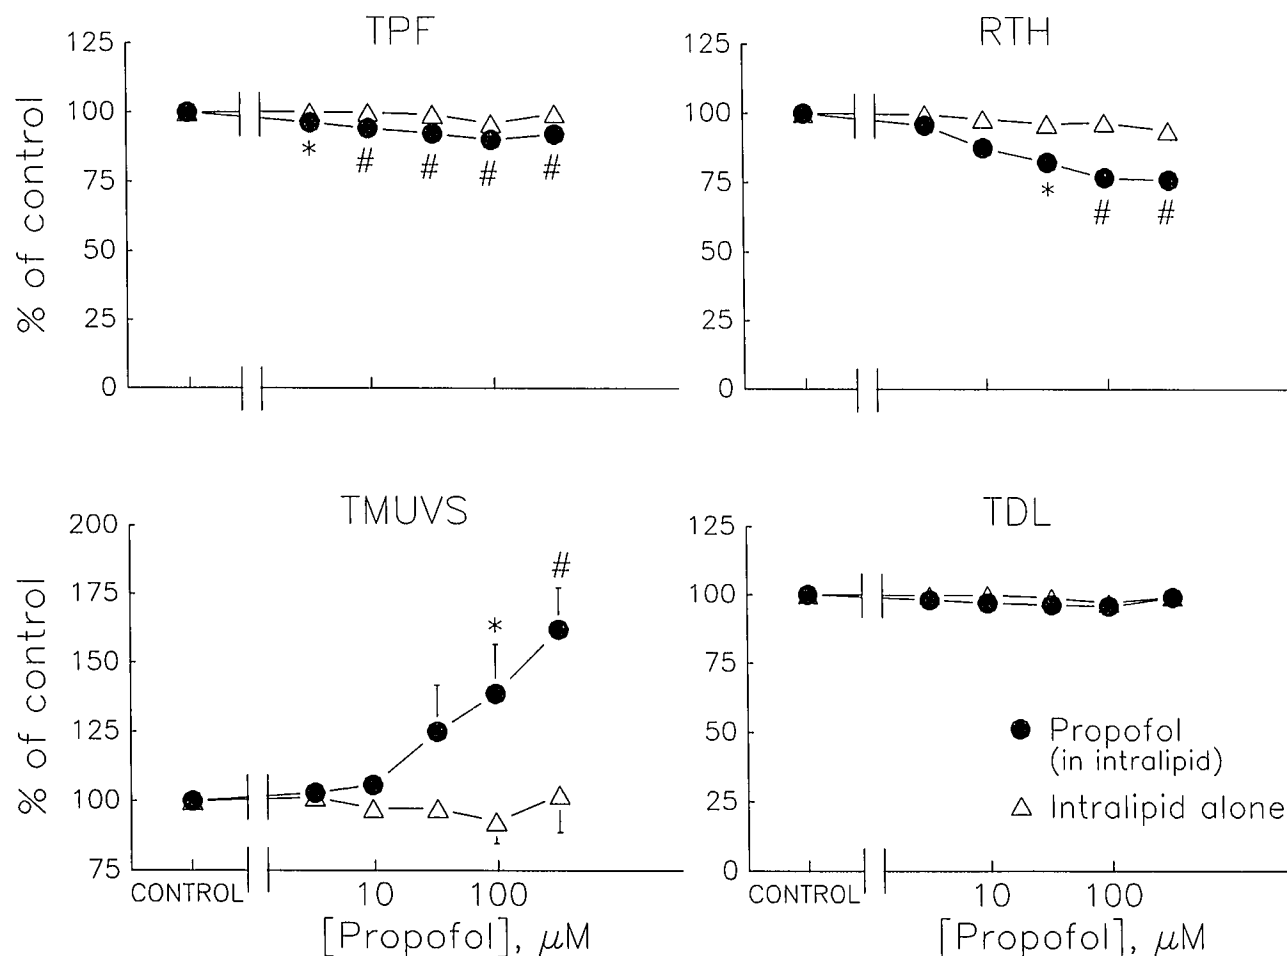 TPF
125
100
75
50
25
0
% of control
* # # # #
RTH
125
100
75
50
25
0
* # #
TMUVS
200
175
150
125
100
75
% of control
* #
CONTROL 10 100
[Propofol], μM
TDL
125
100
75
50
25
0
Propofol
(in intralipid)
Intralipid alone
CONTROL 10 100
[Propofol], μM